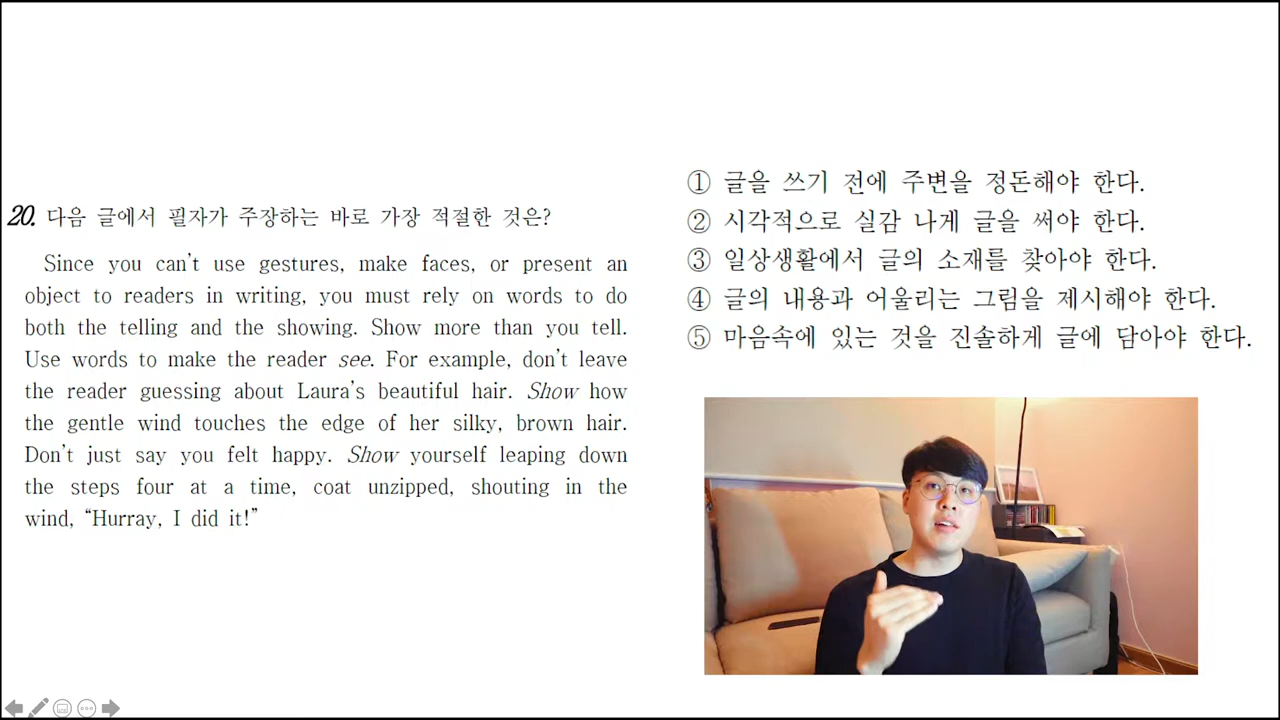 20. 다음 글에서 필자가 주장하는 바로 가장 적절한 것은?
Since you can't use gestures, make faces, or present an
object to readers in writing, you must rely on words to do
both the telling and the showing. Show more than you tell.
Use words to make the reader see. For example, don't leave
the reader guessing about Laura's beautiful hair. Show how
the gentle wind touches the edge of her silky, brown hair.
Don't just say you felt happy. Show yourself leaping down
the steps four at a time, coat unzipped, shouting in the
wind, “Hurray, I did it!”
① 글을 쓰기 전에 주변을 정돈해야 한다.
② 시각적으로 실감 나게 글을 써야 한다.
③ 일상생활에서 글의 소재를 찾아야 한다.
④ 글의 내용과 어울리는 그림을 제시해야 한다.
⑤ 마음속에 있는 것을 진솔하게 글에 담아야 한다.